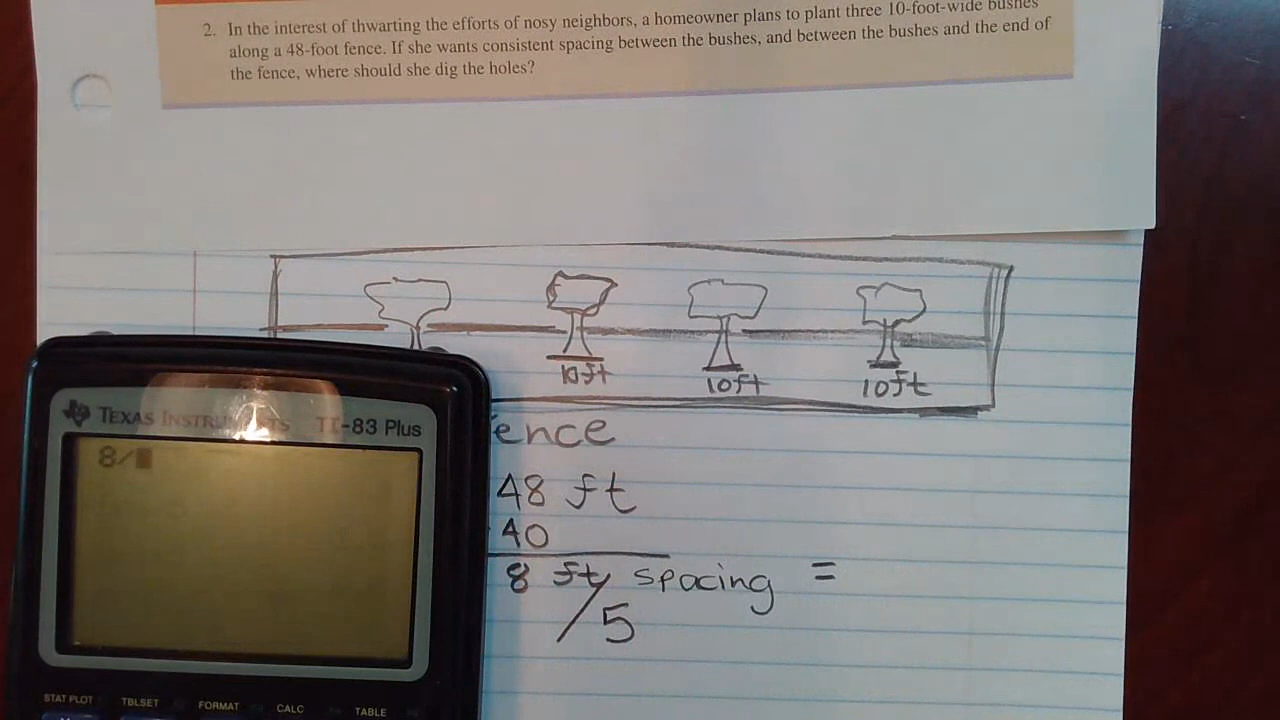 2. In the interest of thwarting the efforts of nosy neighbors, a homeowner plans to plant three 10-foot-wide bushes
along a 48-foot fence. If she wants consistent spacing between the bushes, and between the bushes and the end of
the fence, where should she dig the holes?
10ft
10ft
10ft
ence
48 ft
40
8 ft spacing =
/5
TEXAS INSTRUMENTS TI-83 Plus
8/
STAT PLOT TBLSET FORMAT CALC TABLE